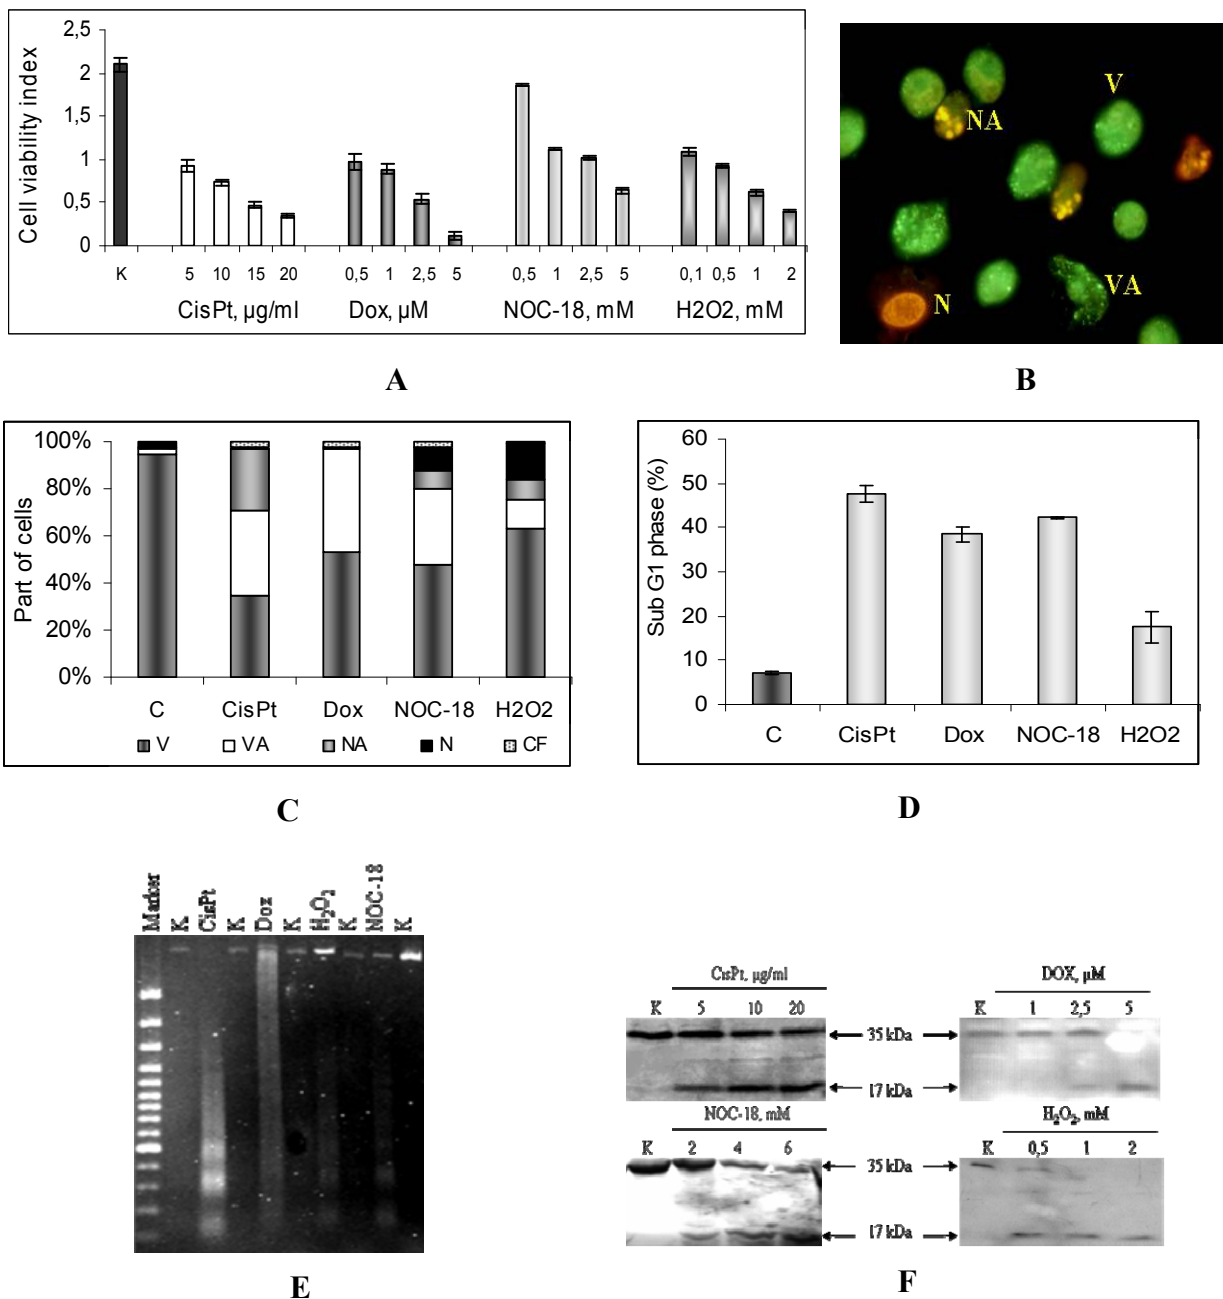 Cell viability index
2,5
2
1,5
1
0,5
0
K
5 10 15 20
0,5 1 2,5 5
0,5 1 2,5 5
0,1 0,5 1 2
CisPt, µg/ml
Dox, µM
NOC-18, mM
H2O2, mM
A
V
NA
VA
N
B
Part of cells
100%
80%
60%
40%
20%
0%
C CisPt Dox NOC-18 H2O2
V VA NA N CF
C
Sub G1 phase (%)
60
50
40
30
20
10
0
C CisPt Dox NOC-18 H2O2
D
Marker
K
CisPt
K
Dox
K
H₂O₂
K
NOC-18
K
E
CisPt, µg/ml
K 5 10 20
DOX, µM
K 1 2,5 5
35 kDa
17 kDa
NOC-18, mM
K 2 4 6
H₂O₂, mM
K 0,5 1 2
35 kDa
17 kDa
F